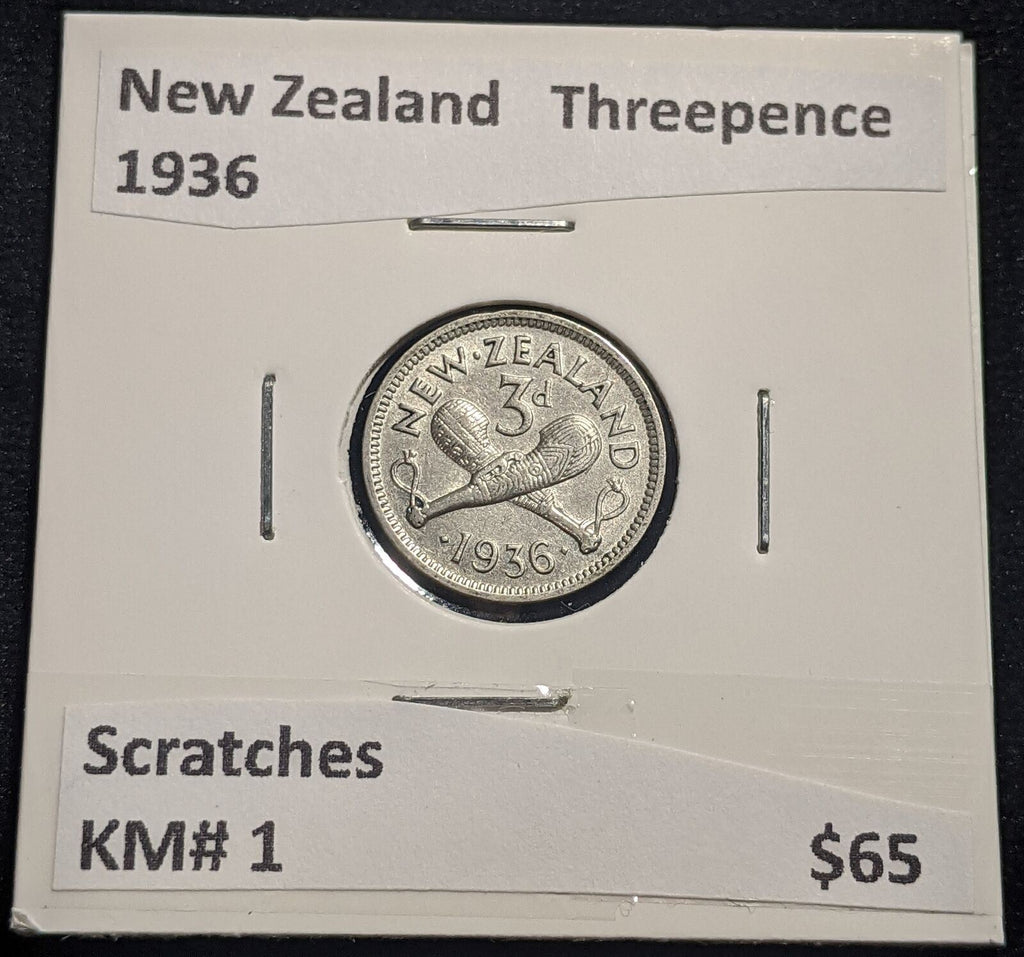 New Zealand Threepence
1936
NEW·ZEALAND
3d
·1936·
Scratches
KM# 1
$65